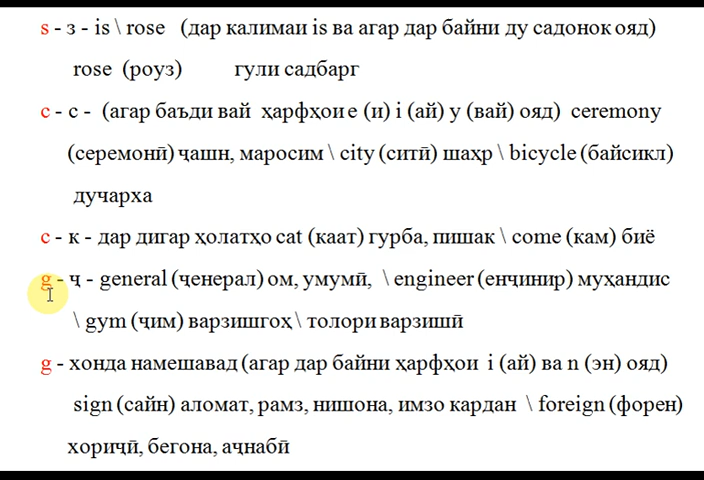 s - з - is \ rose (дар калимаи is ва агар дар байни ду садонок ояд)
rose (роуз) гули садбарг
c - с - (агар баъди вай ҳарфҳои e (и) i (ай) y (вай) ояд) ceremony
(серемонӣ) ҷашн, маросим \ city (ситӣ) шаҳр \ bicycle (байсикл)
дучарха
c - к - дар дигар ҳолатҳо cat (каат) гурба, пишак \ come (кам) биё
g - ҷ - general (ҷенерал) ом, умумӣ, \ engineer (енҷинир) муҳандис
\ gym (ҷим) варзишгоҳ \ толори варзишӣ
g - хонда намешавад (агар дар байни ҳарфҳои i (ай) ва n (эн) ояд)
sign (сайн) аломат, рамз, нишона, имзо кардан \ foreign (форен)
хориҷӣ, бегона, аҷнабӣ